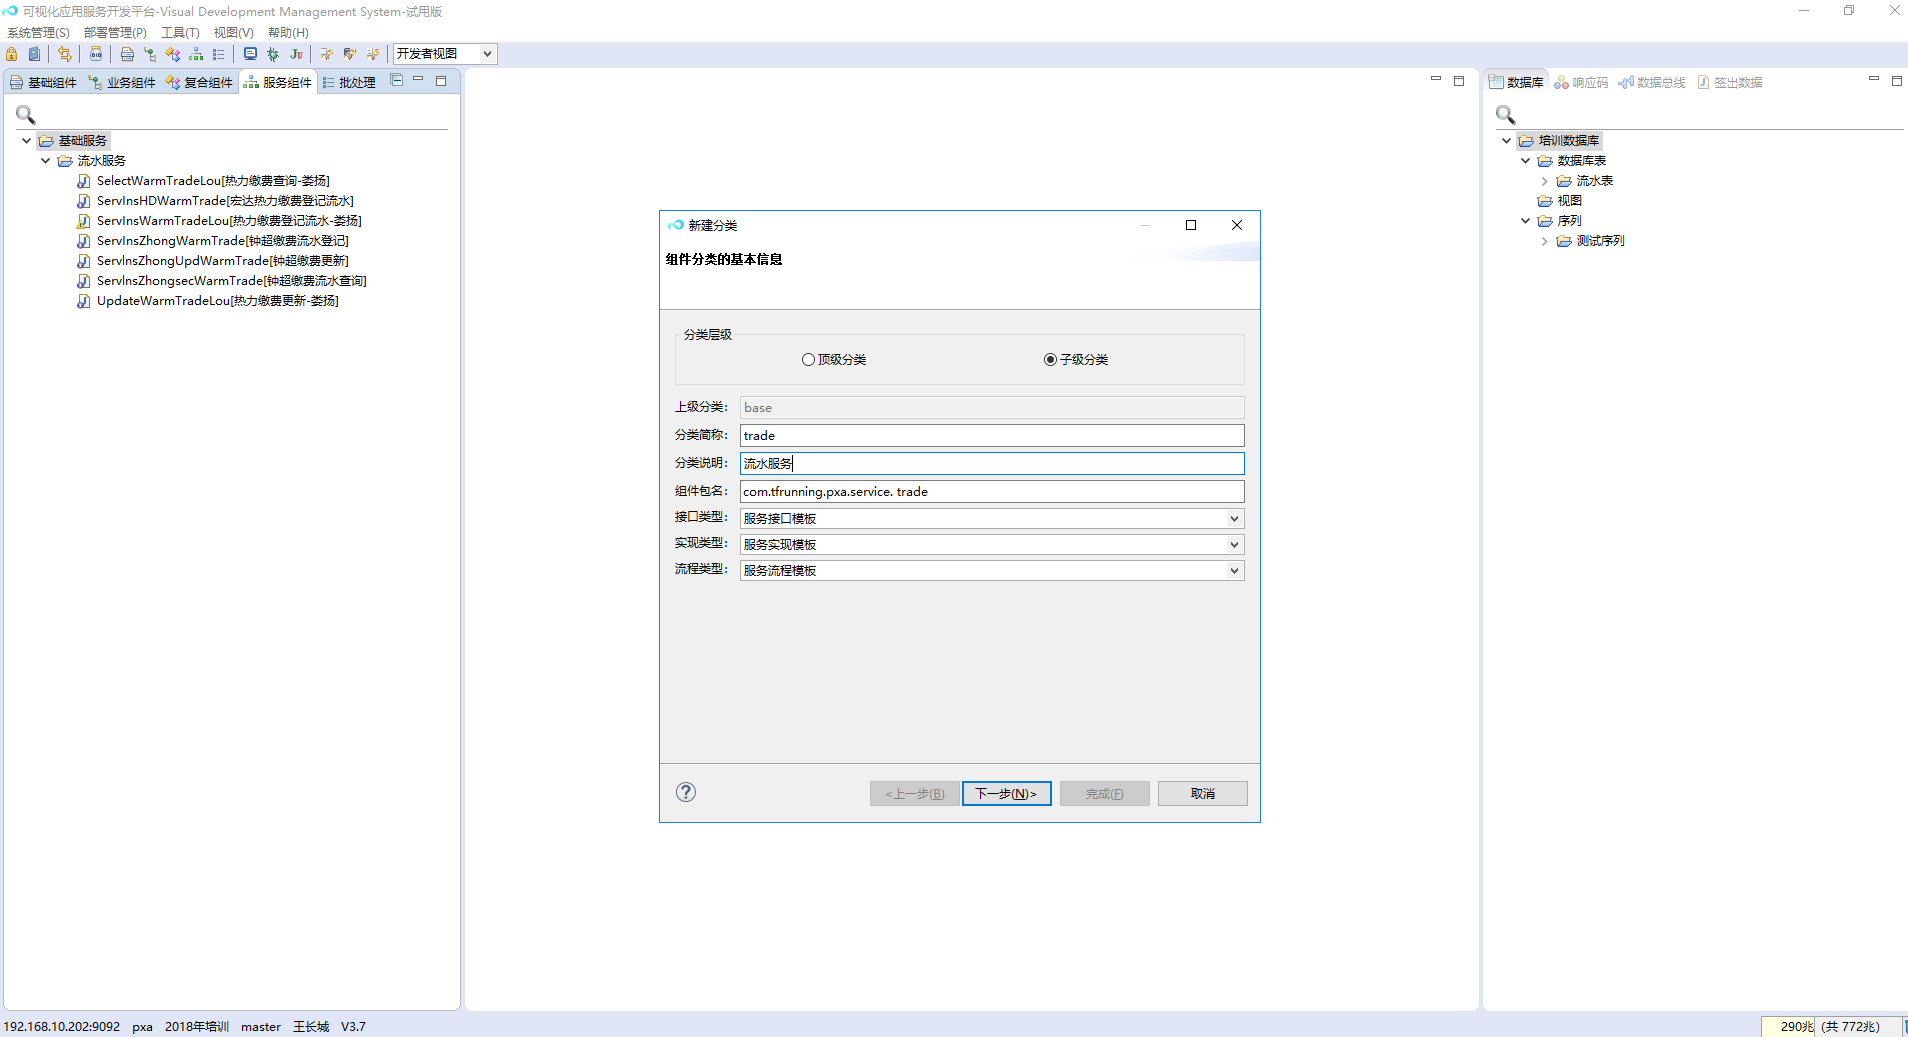 可视化应用服务开发平台-Visual Development Management System-试用版
系统管理(S) 部署管理(P) 工具(T) 视图(V) 帮助(H)
010 Ju 开发者视图
基础组件 业务组件 复合组件 服务组件 批处理
基础服务
流水服务
SelectWarmTradeLou[热力缴费查询-娄扬]
ServInsHDWarmTrade[宏达热力缴费登记流水]
ServInsWarmTradeLou[热力缴费登记流水-娄扬]
ServInsZhongWarmTrade[钟超缴费流水登记]
ServInsZhongUpdWarmTrade[钟超缴费更新]
ServInsZhongsecWarmTrade[钟超缴费流水查询]
UpdateWarmTradeLou[热力缴费更新-娄扬]
新建分类
组件分类的基本信息
分类层级
顶级分类 子级分类
上级分类: base
分类简称: trade
分类说明: 流水服务
组件包名: com.tfrunning.pxa.service. trade
接口类型: 服务接口模板
实现类型: 服务实现模板
流程类型: 服务流程模板
<上一步(B) 下一步(N)> 完成(F) 取消
数据库 响应码 数据总线 签出数据
培训数据库
数据库表
流水表
视图
序列
测试序列
192.168.10.202:9092 pxa 2018年培训 master 王长城 V3.7
290兆 (共 772兆)